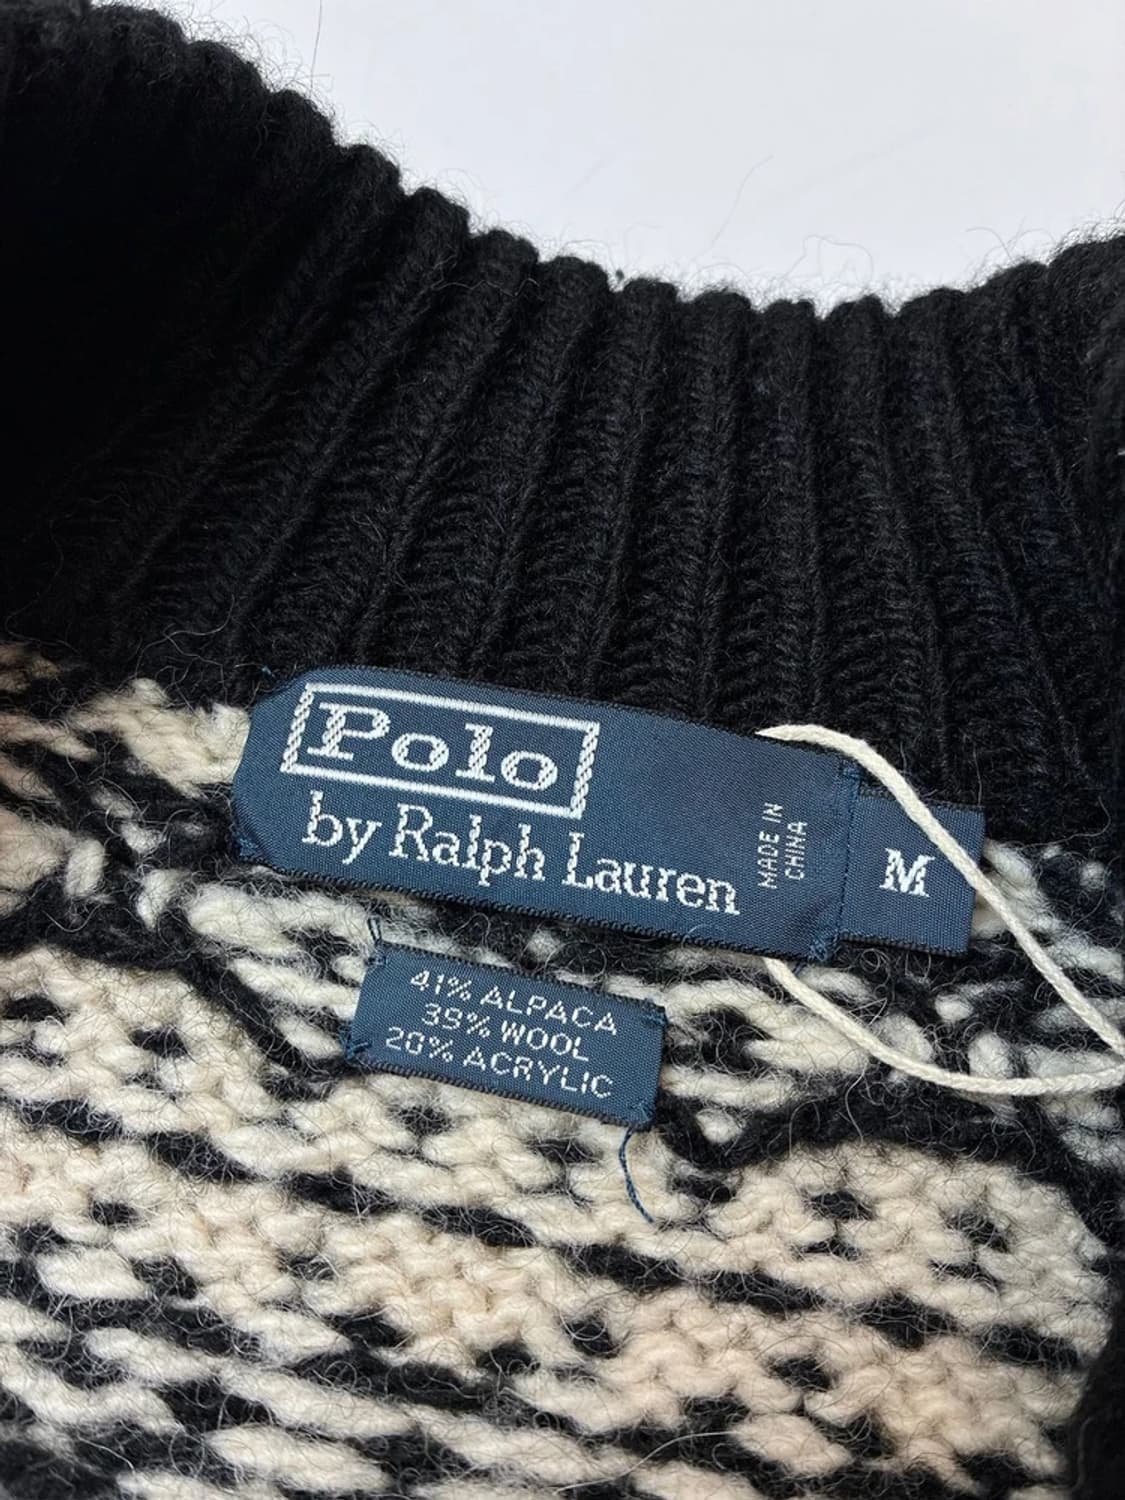 Polo
by Ralph Lauren
MADE IN
CHINA
M
41% ALPACA
39% WOOL
20% ACRYLIC